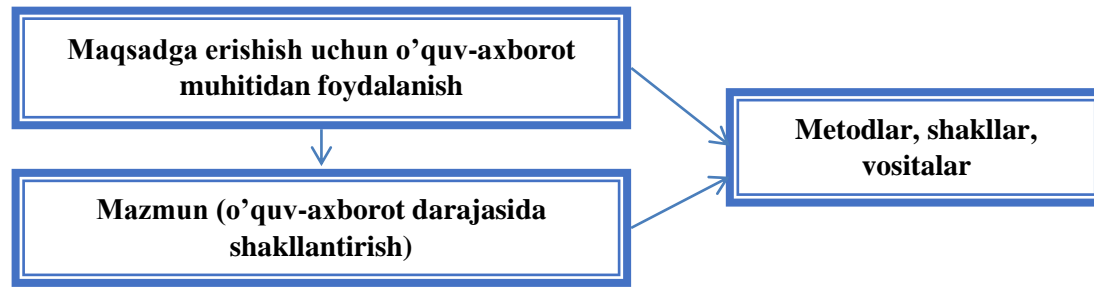 Maqsadga erishish uchun o’quv-axborot
muhitidan foydalanish
Metodlar, shakllar,
vositalar
Mazmun (o’quv-axborot darajasida
shakllantirish)